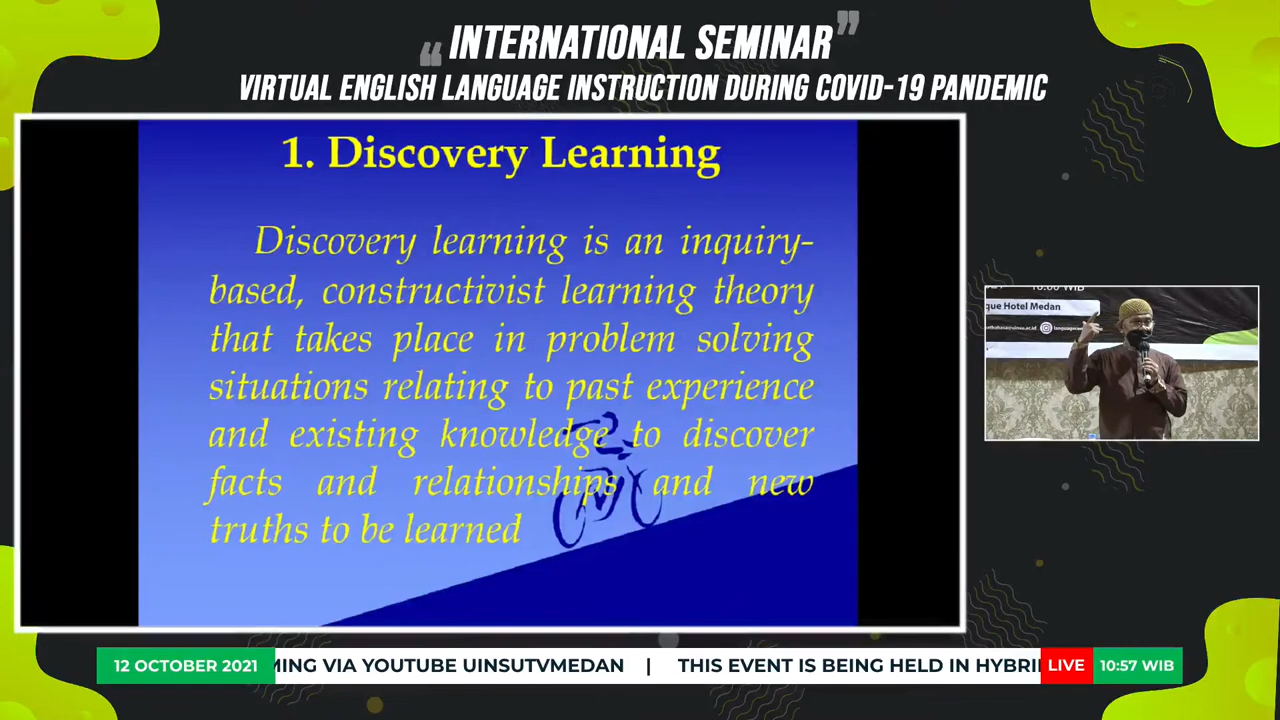 “ INTERNATIONAL SEMINAR ”
VIRTUAL ENGLISH LANGUAGE INSTRUCTION DURING COVID-19 PANDEMIC
1. Discovery Learning
Discovery learning is an inquiry-
based, constructivist learning theory
that takes place in problem solving
situations relating to past experience
and existing knowledge to discover
facts and relationships and new
truths to be learned
WIB
Hotel Medan
12 OCTOBER 2021
MING VIA YOUTUBE UINSUTVMEDAN | THIS EVENT IS BEING HELD IN HYBRI
LIVE
10:57 WIB